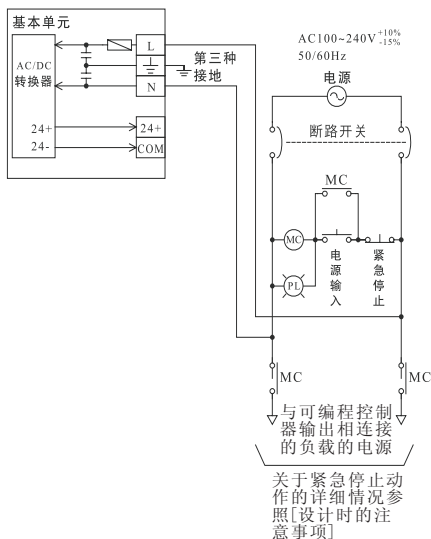 基本单元
AC/DC
转换器
L
N
24+
24-
24+
COM
第三种
接地
AC100~240V +10% -15%
50/60Hz
电源
断路开关
MC
MC
PL
电源输入
紧急停止
MC
MC
与可编程控制
器输出相连接
的负载的电源
关于紧急停止动
作的详细情况参
照[设计时的注
意事项]